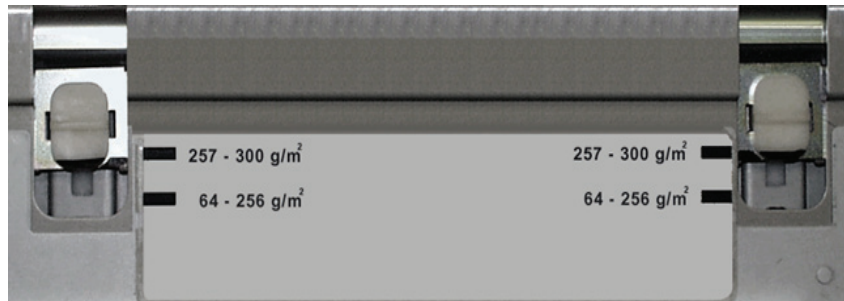 257 - 300 g/m² 257 - 300 g/m²
64 - 256 g/m² 64 - 256 g/m²